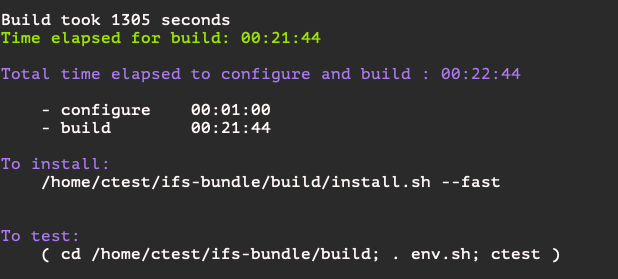 Build took 1305 seconds
Time elapsed for build: 00:21:44
Total time elapsed to configure and build : 00:22:44
- configure    00:01:00
- build        00:21:44
To install:
/home/ctest/ifs-bundle/build/install.sh --fast
To test:
( cd /home/ctest/ifs-bundle/build; . env.sh; ctest )